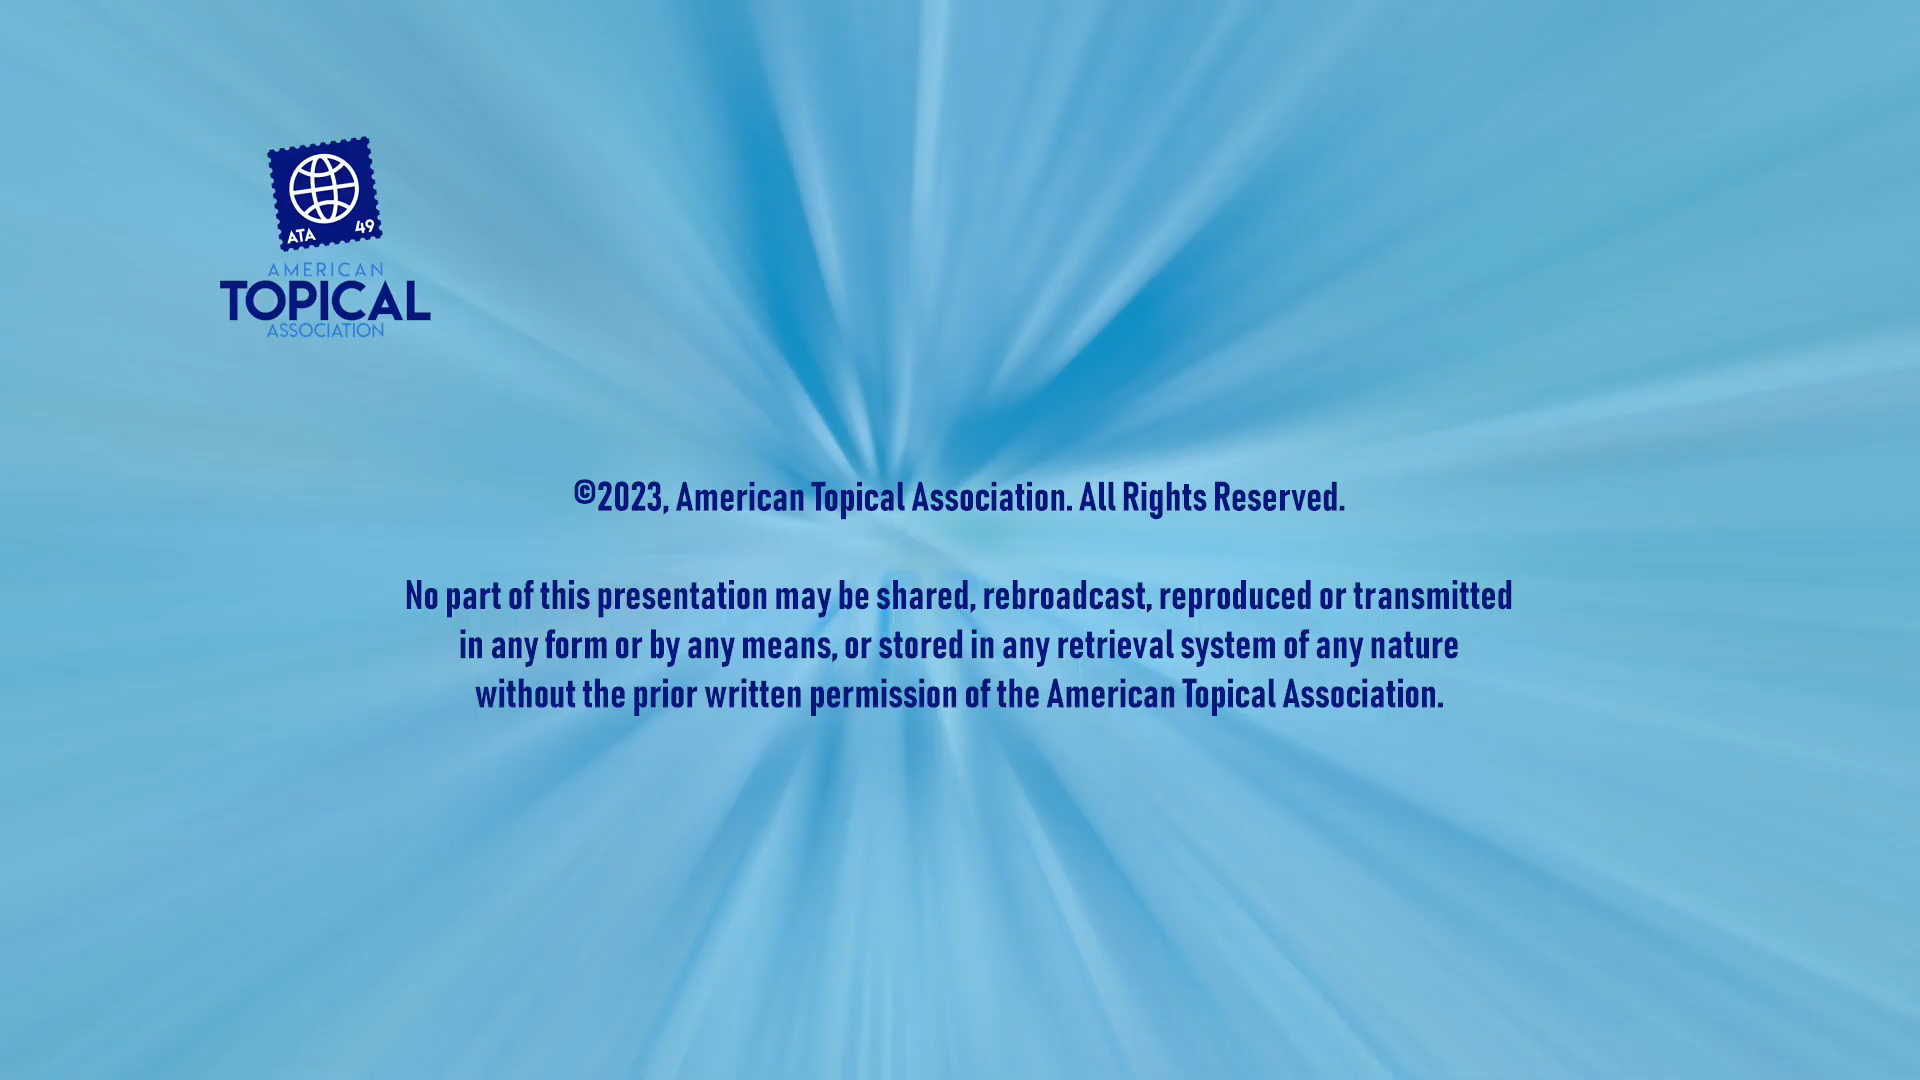 ATA 49
AMERICAN
TOPICAL
ASSOCIATION
©2023, American Topical Association. All Rights Reserved.
No part of this presentation may be shared, rebroadcast, reproduced or transmitted
in any form or by any means, or stored in any retrieval system of any nature
without the prior written permission of the American Topical Association.